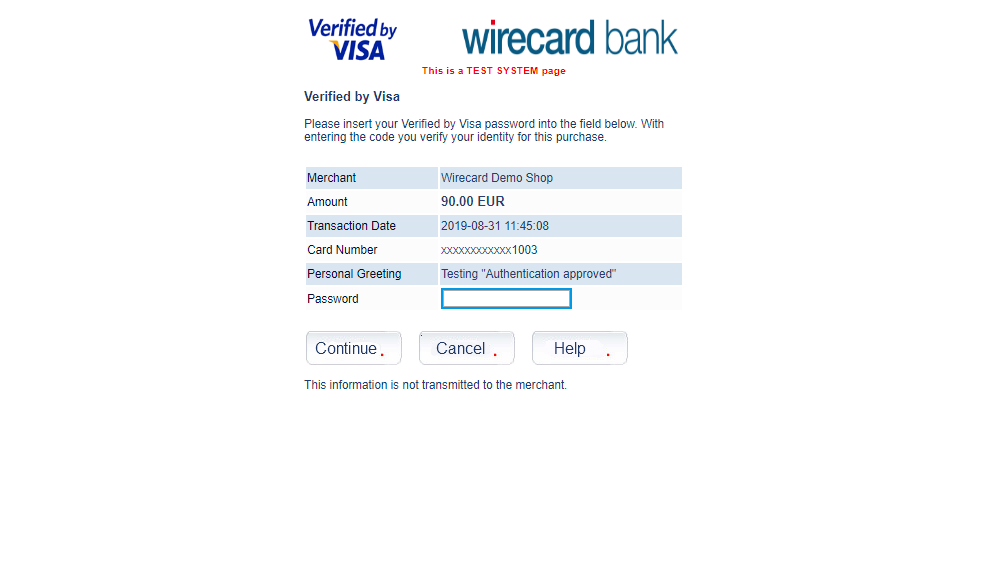 Verified by
VISA
wirecard bank
This is a TEST SYSTEM page
Verified by Visa
Please insert your Verified by Visa password into the field below. With
entering the code you verify your identity for this purchase.
Merchant Wirecard Demo Shop
Amount 90.00 EUR
Transaction Date 2019-08-31 11:45:08
Card Number xxxxxxxxxxxx1003
Personal Greeting Testing "Authentication approved"
Password
Continue . Cancel . Help .
This information is not transmitted to the merchant.